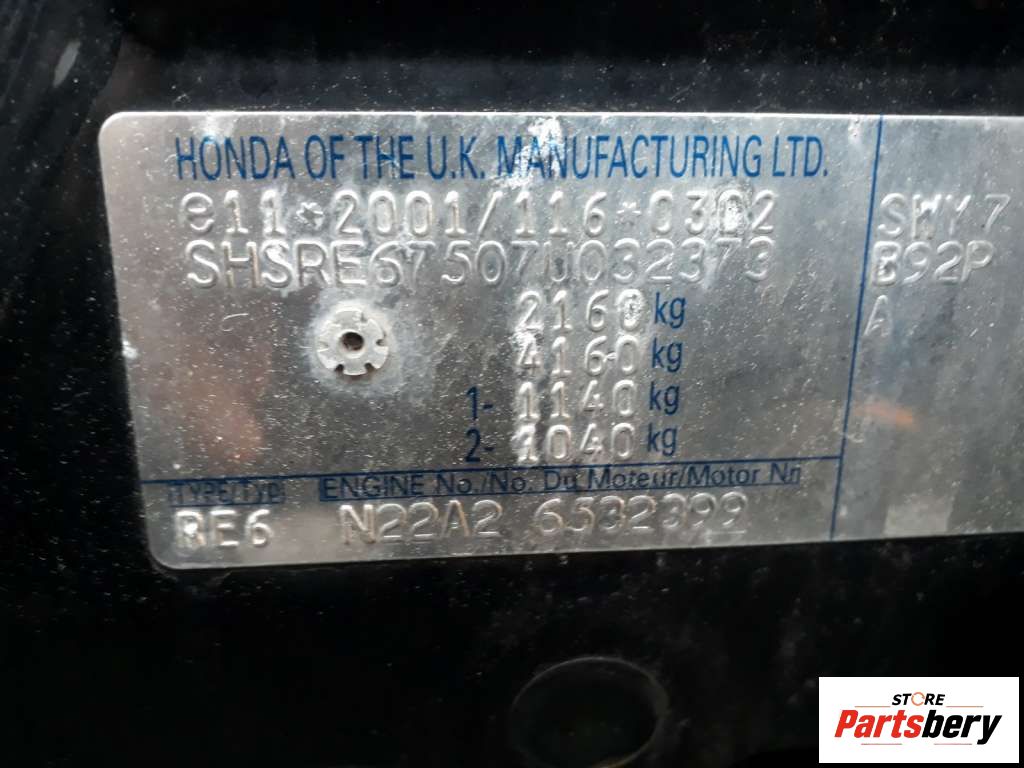 HONDA OF THE U.K. MANUFACTURING LTD.
e11*2001/116*0302
SHSRE67507U032373
2160 kg
4160 kg
1- 1140 kg
2- 1040 kg
TYPE/TYP ENGINE No./No. Du Moteur/Motor Nr
RE6 N22A2 6532399
SWY7
B92P
A
STORE
Partsbery